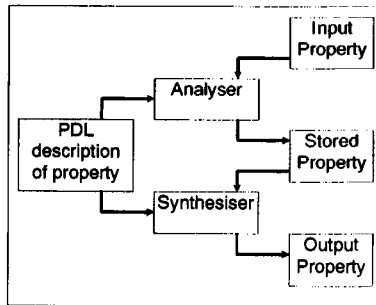 Input
Property
Analyser
PDL
description
of property
Stored
Property
Synthesiser
Output
Property